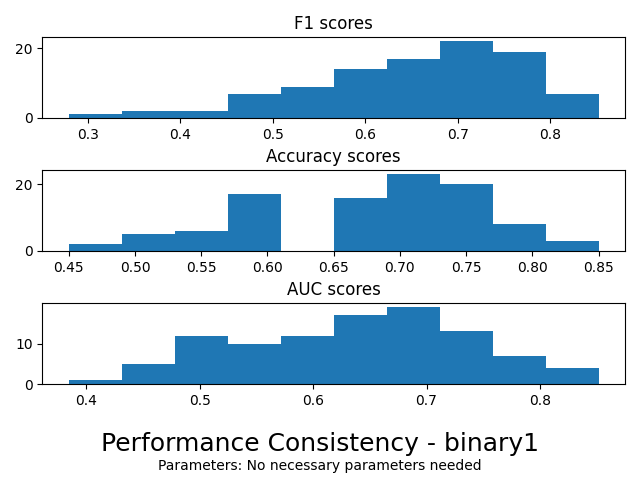 F1 scores
20
0
0.3 0.4 0.5 0.6 0.7 0.8
Accuracy scores
20
0
0.45 0.50 0.55 0.60 0.65 0.70 0.75 0.80 0.85
AUC scores
10
0
0.4 0.5 0.6 0.7 0.8
Performance Consistency - binary1
Parameters: No necessary parameters needed